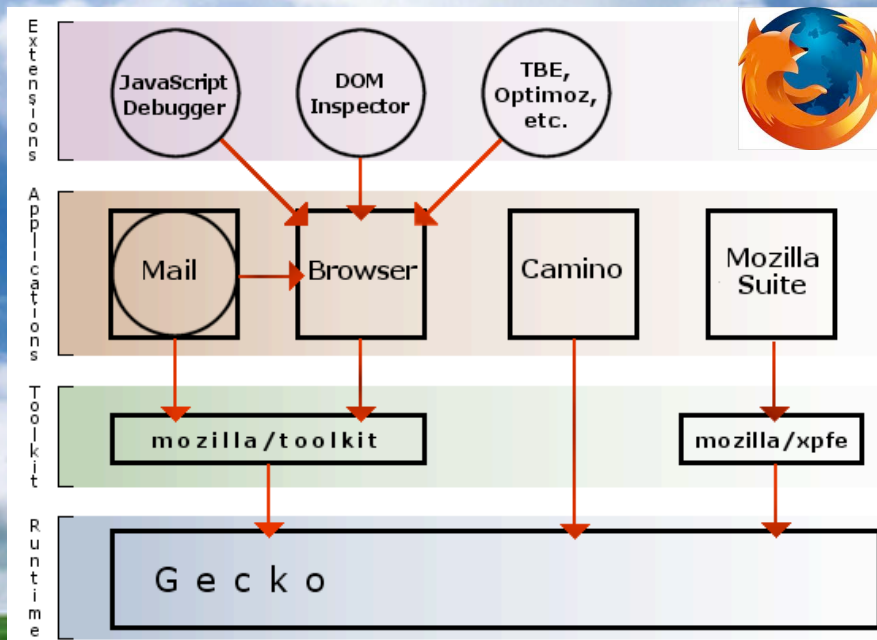 Extensions
JavaScript
Debugger
DOM
Inspector
TBE,
Optimoz,
etc.
Applications
Mail
Browser
Camino
Mozilla
Suite
Toolkit
mozilla/toolkit
mozilla/xpfe
Runtime
Gecko